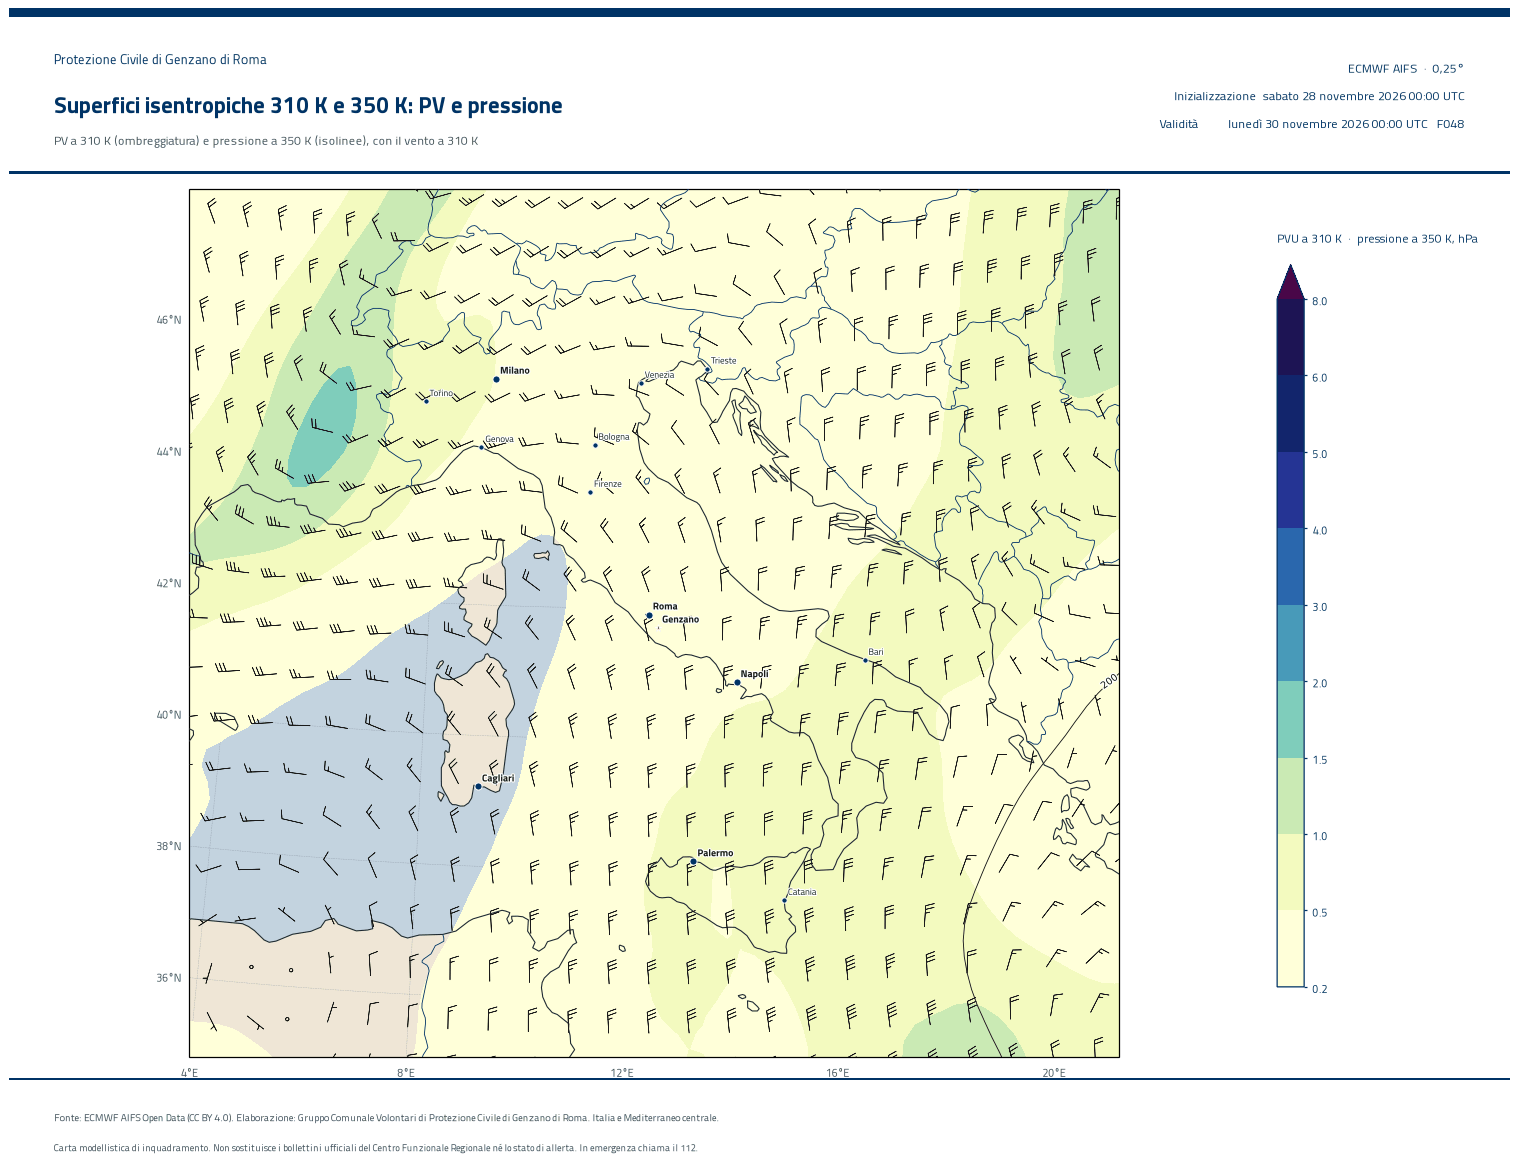 Protezione Civile di Genzano di Roma
Superfici isentropiche 310 K e 350 K: PV e pressione
PV a 310 K (ombreggiatura) e pressione a 350 K (isolinee), con il vento a 310 K
ECMWF AIFS · 0,25°
Inizializzazione sabato 28 novembre 2026 00:00 UTC
Validità lunedì 30 novembre 2026 00:00 UTC F048
PVU a 310 K · pressione a 350 K, hPa
8.0
6.0
5.0
4.0
3.0
2.0
1.5
1.0
0.5
0.2
46°N
44°N
42°N
40°N
38°N
36°N
4°E
8°E
12°E
16°E
20°E
Milano
Torino
Venezia
Trieste
Genova
Bologna
Firenze
Roma
Genzano
Napoli
Bari
Cagliari
Palermo
Catania
200
Fonte: ECMWF AIFS Open Data (CC BY 4.0). Elaborazione: Gruppo Comunale Volontari di Protezione Civile di Genzano di Roma. Italia e Mediterraneo centrale.
Carta modellistica di inquadramento. Non sostituisce i bollettini ufficiali del Centro Funzionale Regionale né lo stato di allerta. In emergenza chiama il 112.